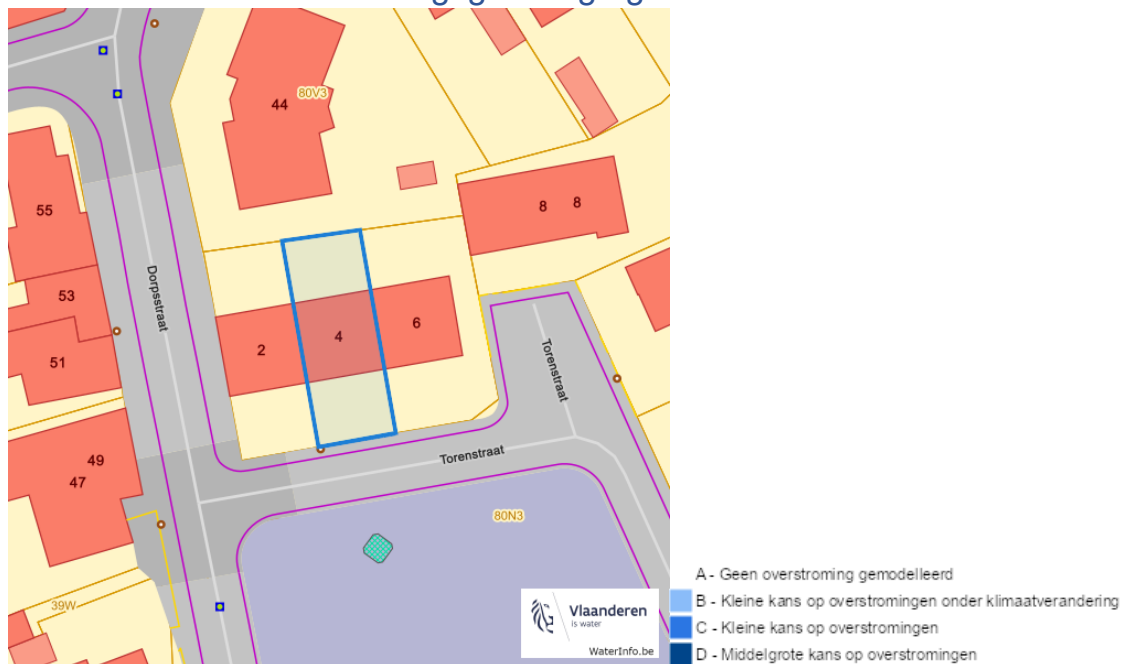 44
80V3
55
8 8
53
Dorpsstraat
4
6
2
51
Torenstraat
49
47
Torenstraat
80N3
39W
Vlaanderen
is water
WaterInfo.be
A - Geen overstroming gemodelleerd
B - Kleine kans op overstromingen onder klimaatverandering
C - Kleine kans op overstromingen
D - Middelgrote kans op overstromingen